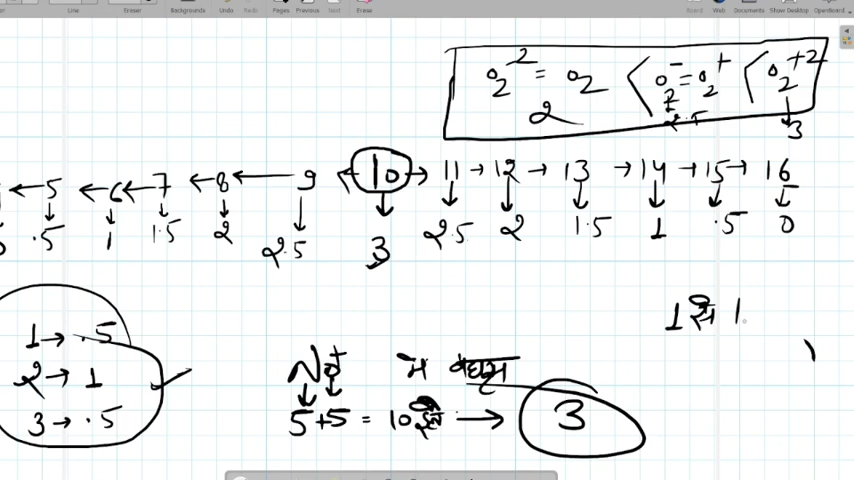 Line Eraser Backgrounds Undo Redo Pages Previous Next Erase Board Web Documents Show Desktop OpenBoard
O₂⁻² = O₂ < O₂⁻ = O₂⁺ < O₂⁺²
2 2.5 3
←5 ←6 ←7 ←8 ←9 ←10→ 11 → 12 → 13 → 14 → 15 → 16
.5 1 1.5 2 2.5 3 2.5 2 1.5 1 .5 0
1 से 1
1 → .5
2 → 1
3 → .5
में
5+5 = 10 → 3